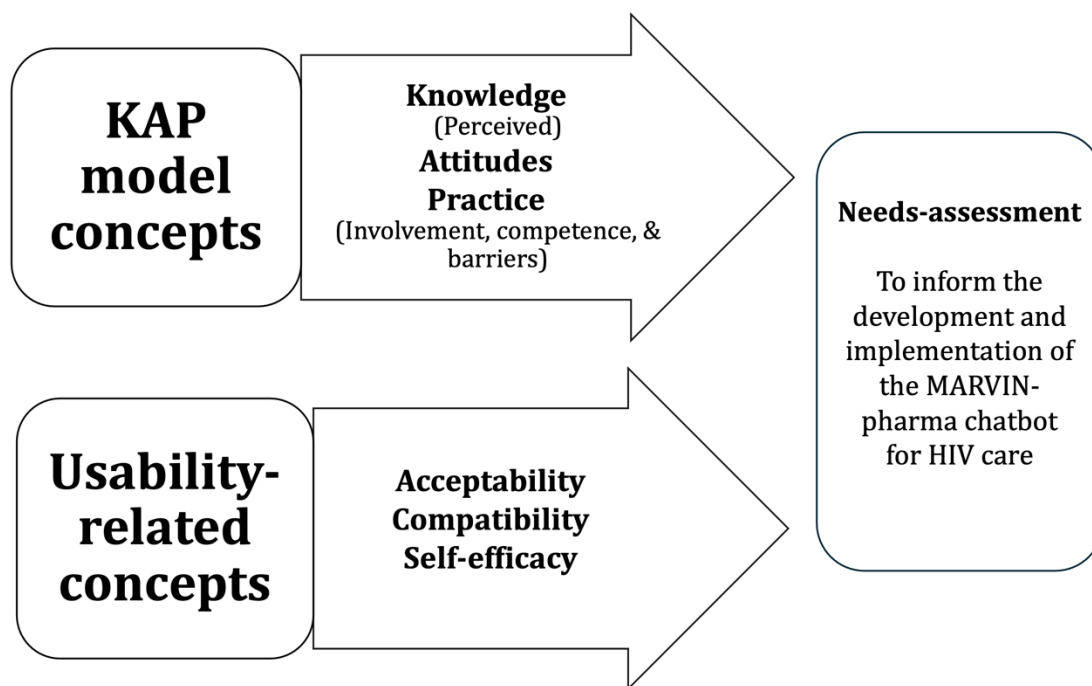 KAP
model
concepts
Knowledge
(Perceived)
Attitudes
Practice
(Involvement, competence, &
barriers)
Usability-
related
concepts
Acceptability
Compatibility
Self-efficacy
Needs-assessment
To inform the
development and
implementation of
the MARVIN-
pharma chatbot
for HIV care